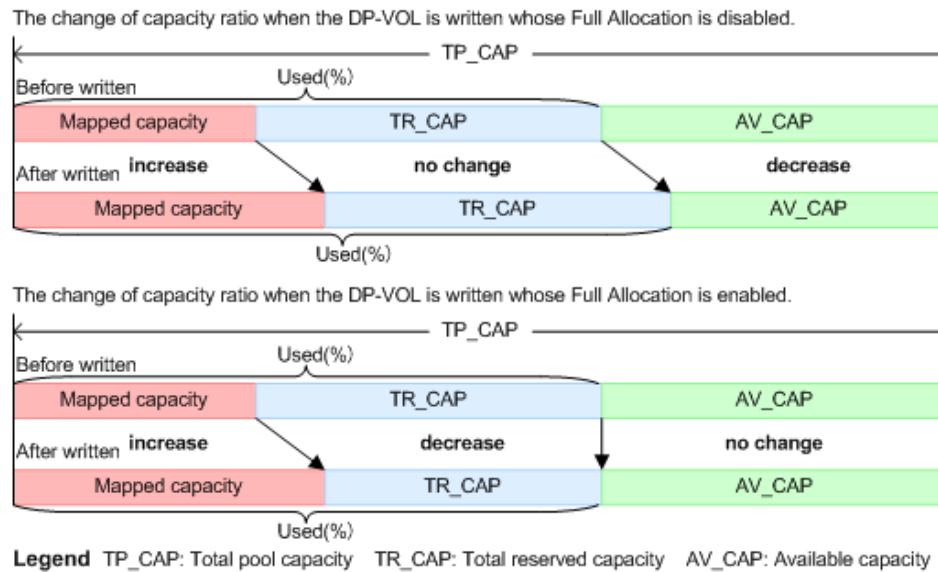 The change of capacity ratio when the DP-VOL is written whose Full Allocation is disabled.
TP_CAP
Used(%)
Before written
Mapped capacity TR_CAP AV_CAP
After written increase no change decrease
Mapped capacity TR_CAP AV_CAP
Used(%)
The change of capacity ratio when the DP-VOL is written whose Full Allocation is enabled.
TP_CAP
Used(%)
Before written
Mapped capacity TR_CAP AV_CAP
After written increase decrease no change
Mapped capacity TR_CAP AV_CAP
Used(%)
Legend TP_CAP: Total pool capacity TR_CAP: Total reserved capacity AV_CAP: Available capacity